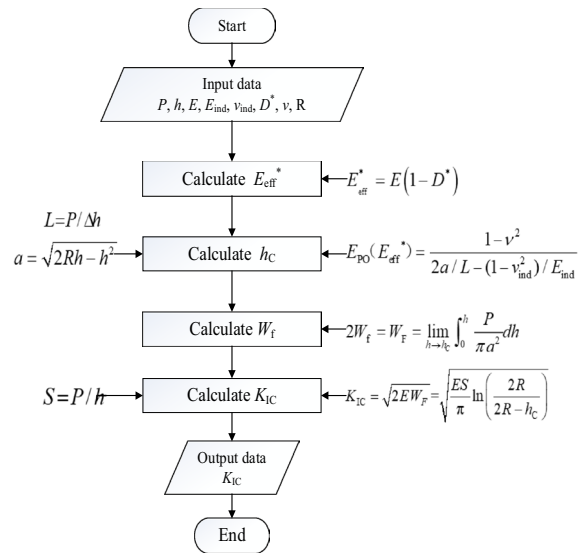 Start
Input data
P, h, E, E_ind, ν_ind, D*, ν, R
Calculate E_eff*
E*_eff = E(1−D*)
L=P/Δh
a = √(2Rh − h²)
Calculate h_C
E_PO(E_eff*) = (1−ν²) / (2a/L − (1−ν²_ind)/E_ind)
Calculate W_f
2W_f = W_F = lim_{h→h_C} ∫_0^h P/(πa²) dh
S=P/h
Calculate K_IC
K_IC = √(2EW_F) = √(ES/π ln(2R/(2R−h_C)))
Output data
K_IC
End